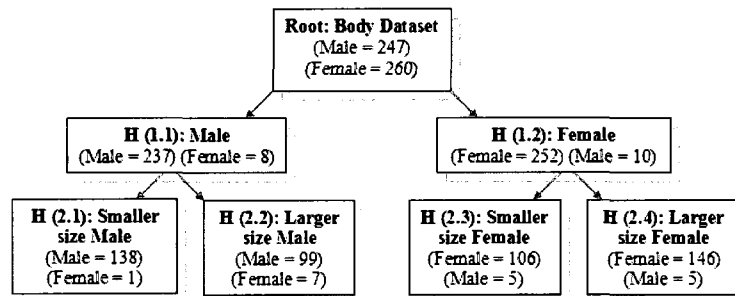 Root: Body Dataset
(Male = 247)
(Female = 260)
H (1.1): Male
(Male = 237) (Female = 8)
H (1.2): Female
(Female = 252) (Male = 10)
H (2.1): Smaller
size Male
(Male = 138)
(Female = 1)
H (2.2): Larger
size Male
(Male = 99)
(Female = 7)
H (2.3): Smaller
size Female
(Female = 106)
(Male = 5)
H (2.4): Larger
size Female
(Female = 146)
(Male = 5)